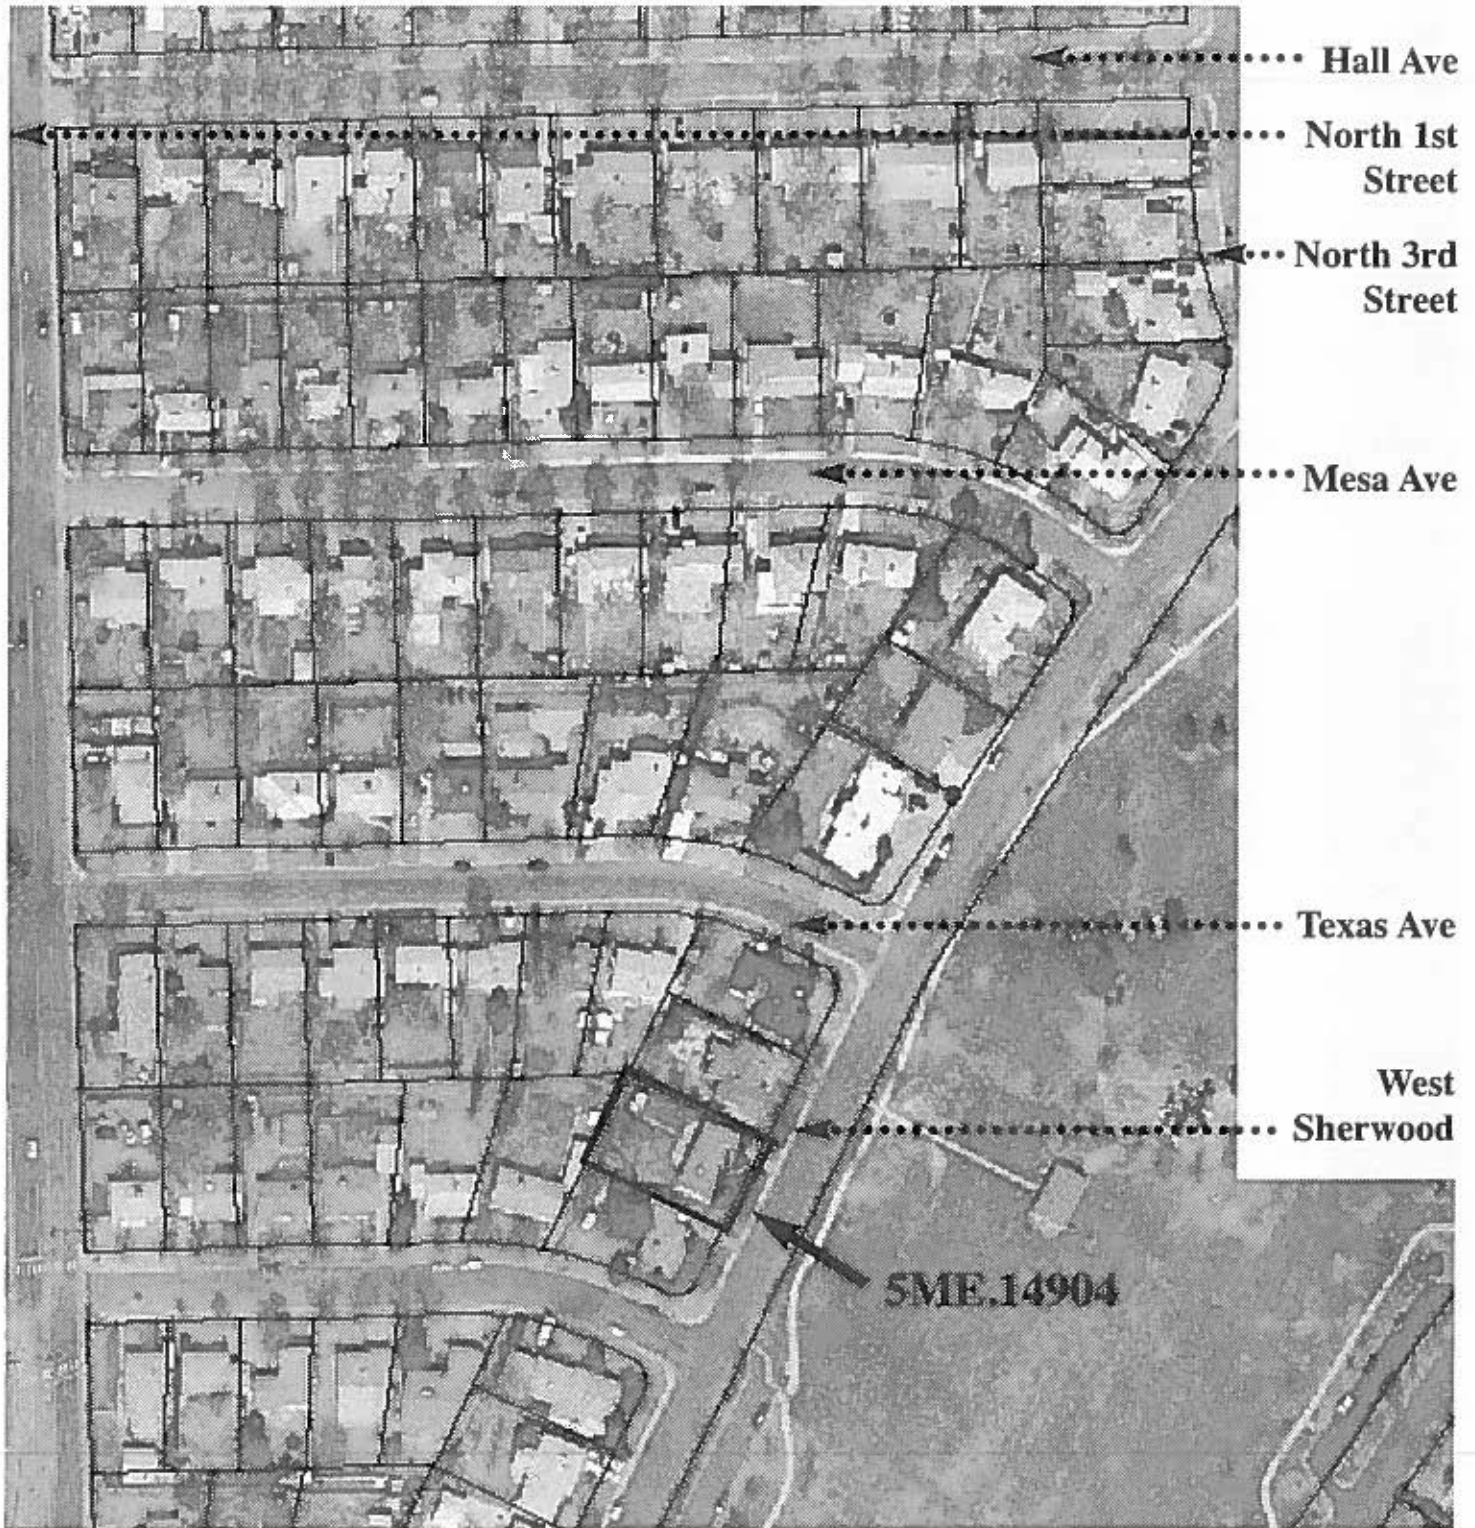 Hall Ave
North 1st
Street
North 3rd
Street
Mesa Ave
Texas Ave
West
Sherwood
5ME.14904